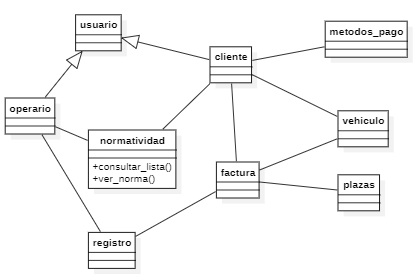 usuario
cliente
metodos_pago
operario
normatividad
+consultar_lista()
+ver_norma()
vehiculo
factura
plazas
registro